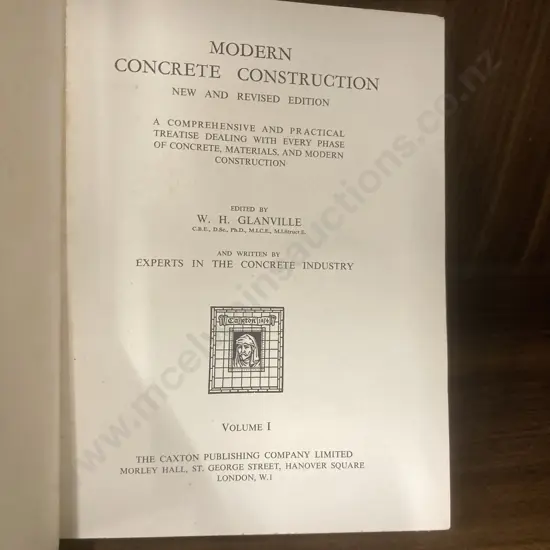 MODERN
CONCRETE CONSTRUCTION
NEW AND REVISED EDITION
A COMPREHENSIVE AND PRACTICAL
TREATISE DEALING WITH EVERY PHASE
OF CONCRETE, MATERIALS, AND MODERN
CONSTRUCTION
EDITED BY
W. H. GLANVILLE
C.B.E., D.Sc., Ph.D., M.I.C.E., M.I.Struct.E.
AND WRITTEN BY
EXPERTS IN THE CONCRETE INDUSTRY
Caxton
VOLUME I
THE CAXTON PUBLISHING COMPANY LIMITED
MORLEY HALL, ST. GEORGE STREET, HANOVER SQUARE
LONDON, W.1